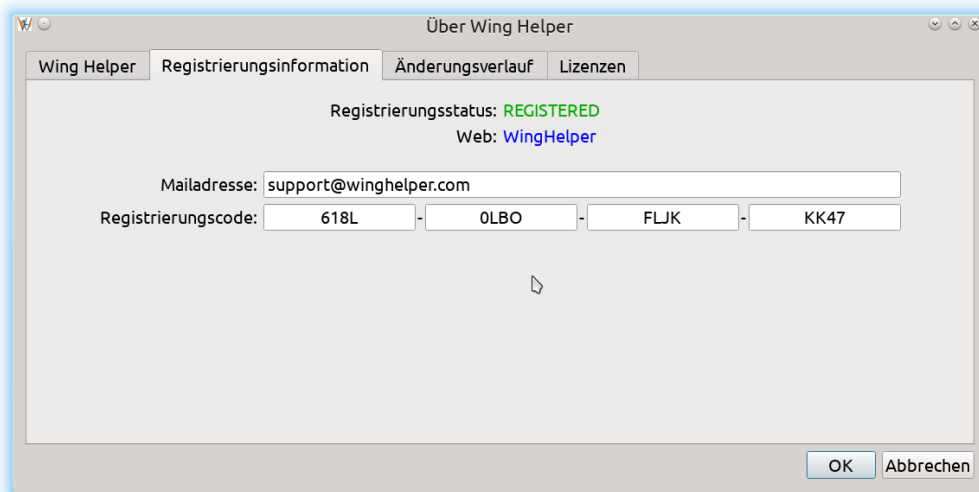 Über Wing Helper
Wing Helper Registrierungsinformation Änderungsverlauf Lizenzen
Registrierungsstatus: REGISTERED
Web: WingHelper
Mailadresse: support@winghelper.com
Registrierungscode: 618L - 0LBO - FLJK - KK47
OK Abbrechen